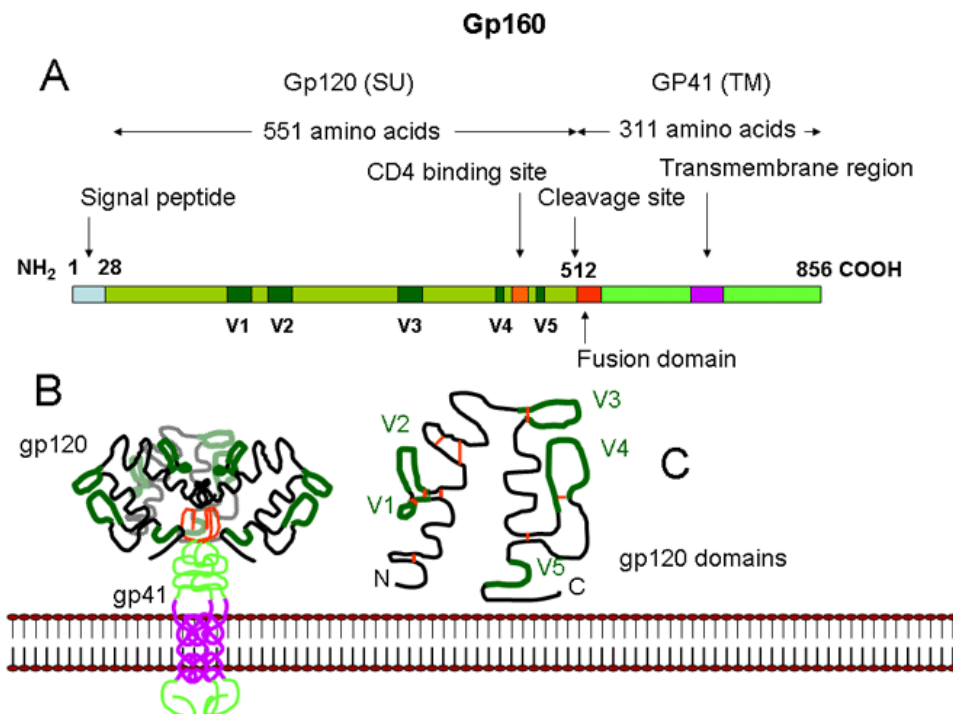 Gp160
A
Gp120 (SU) GP41 (TM)
551 amino acids 311 amino acids
CD4 binding site Transmembrane region
Signal peptide Cleavage site
NH₂ 1 28 512 856 COOH
V1 V2 V3 V4 V5
Fusion domain
B
gp120
gp41
V3
V2
V4
C
V1
V5
gp120 domains
N
C